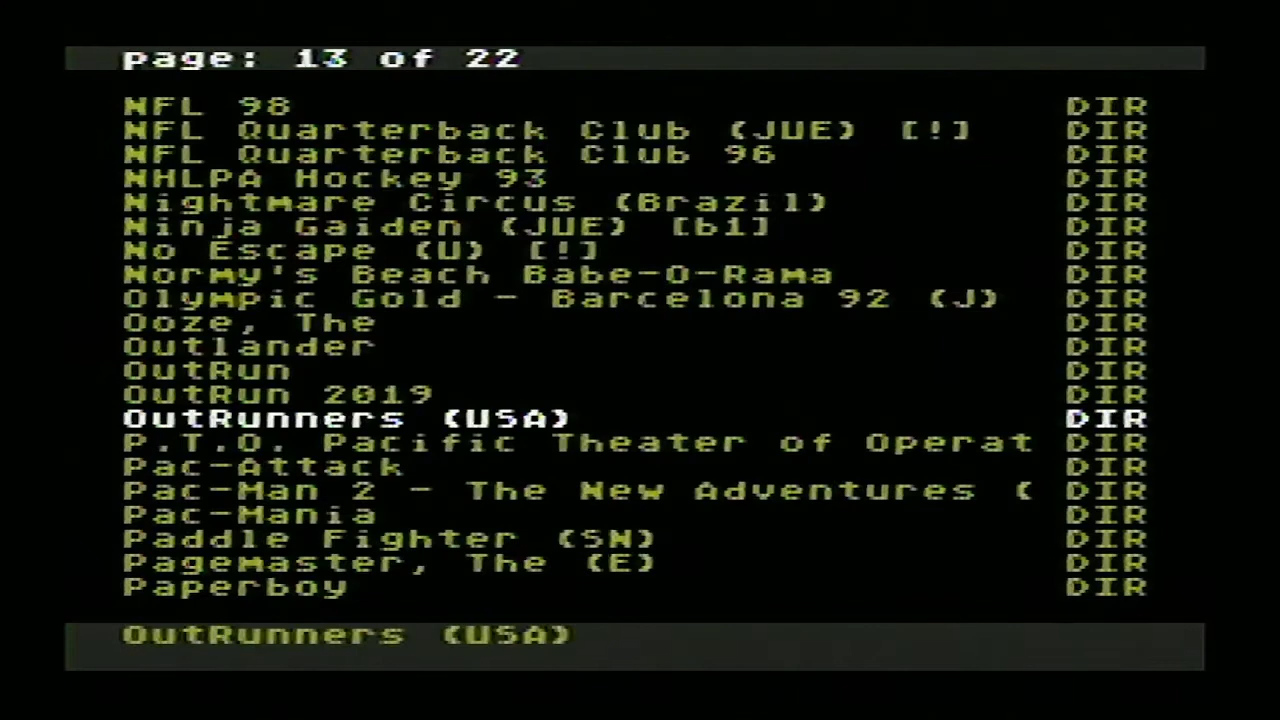 page: 13 of 22
NFL 98 DIR
NFL Quarterback Club (JUE) [!] DIR
NFL Quarterback Club 96 DIR
NHLPA Hockey 93 DIR
Nightmare Circus (Brazil) DIR
Ninja Gaiden (JUE) [b1] DIR
No Escape (U) [!] DIR
Normy's Beach Babe-O-Rama DIR
Olympic Gold - Barcelona 92 (J) DIR
Ooze, The DIR
Outlander DIR
OutRun DIR
OutRun 2019 DIR
OutRunners (USA) DIR
P.T.O. Pacific Theater of Operat DIR
Pac-Attack DIR
Pac-Man 2 - The New Adventures ( DIR
Pac-Mania DIR
Paddle Fighter (SN) DIR
Pagemaster, The (E) DIR
Paperboy DIR
OutRunners (USA)